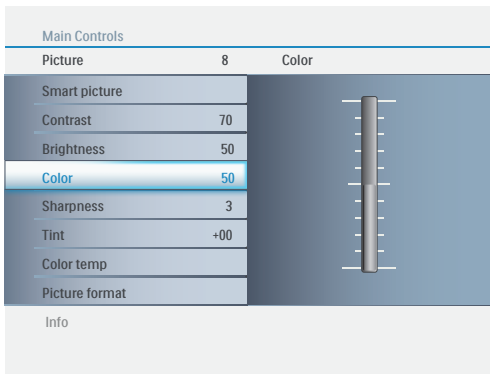 Main Controls
Picture 8 Color
Smart picture
Contrast 70
Brightness 50
Color 50
Sharpness 3
Tint +00
Color temp
Picture format
Info